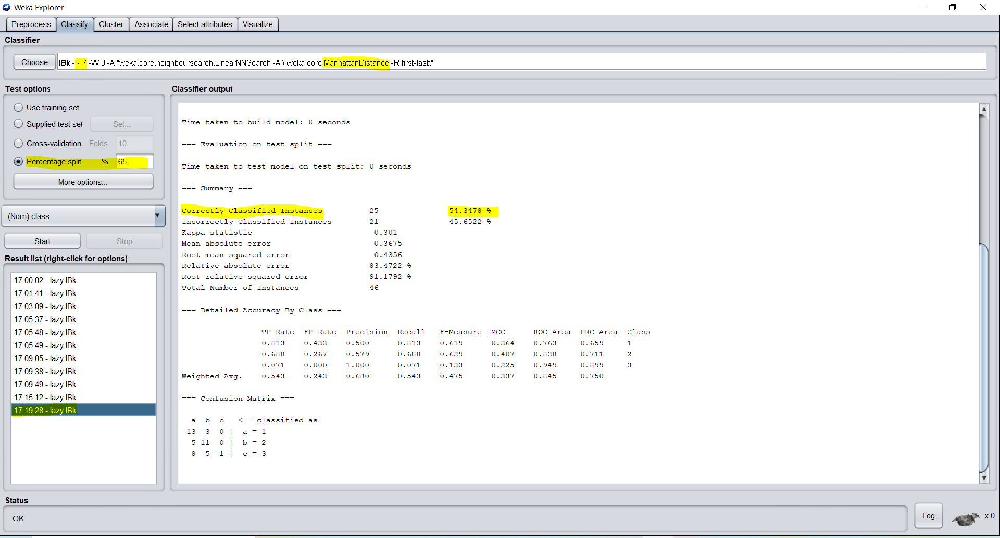 Weka Explorer
Preprocess Classify Cluster Associate Select attributes Visualize
Classifier
Choose IBk -K 7 -W 0 -A "weka.core.neighboursearch.LinearNNSearch -A \"weka.core.ManhattanDistance -R first-last\""
Test options
Use training set
Supplied test set Set...
Cross-validation Folds 10
Percentage split % 65
More options...
(Nom) class
Start Stop
Result list (right-click for options)
17:00:02 - lazy.IBk
17:01:41 - lazy.IBk
17:03:09 - lazy.IBk
17:05:37 - lazy.IBk
17:05:48 - lazy.IBk
17:05:49 - lazy.IBk
17:09:05 - lazy.IBk
17:09:38 - lazy.IBk
17:09:49 - lazy.IBk
17:15:12 - lazy.IBk
17:19:28 - lazy.IBk
Classifier output
Time taken to build model: 0 seconds
=== Evaluation on test split ===
Time taken to test model on test split: 0 seconds
=== Summary ===
Correctly Classified Instances 25 54.3478 %
Incorrectly Classified Instances 21 45.6522 %
Kappa statistic 0.301
Mean absolute error 0.3675
Root mean squared error 0.4356
Relative absolute error 83.4722 %
Root relative squared error 91.1792 %
Total Number of Instances 46
=== Detailed Accuracy By Class ===
TP Rate FP Rate Precision Recall F-Measure MCC ROC Area PRC Area Class
0.813 0.433 0.500 0.813 0.619 0.364 0.763 0.659 1
0.688 0.267 0.579 0.688 0.629 0.407 0.838 0.711 2
0.071 0.000 1.000 0.071 0.133 0.225 0.949 0.899 3
Weighted Avg. 0.543 0.243 0.680 0.543 0.475 0.337 0.845 0.750
=== Confusion Matrix ===
a b c <-- classified as
13 3 0 | a = 1
5 11 0 | b = 2
8 5 1 | c = 3
Status
OK
Log x 0